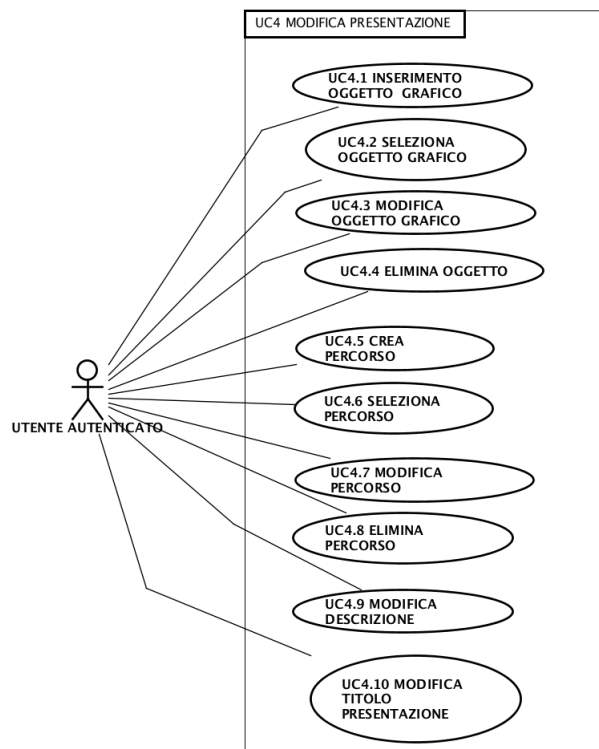 UC4 MODIFICA PRESENTAZIONE
UC4.1 INSERIMENTO
OGGETTO GRAFICO
UC4.2 SELEZIONA
OGGETTO GRAFICO
UC4.3 MODIFICA
OGGETTO GRAFICO
UC4.4 ELIMINA OGGETTO
UC4.5 CREA
PERCORSO
UC4.6 SELEZIONA
PERCORSO
UTENTE AUTENTICATO
UC4.7 MODIFICA
PERCORSO
UC4.8 ELIMINA
PERCORSO
UC4.9 MODIFICA
DESCRIZIONE
UC4.10 MODIFICA
TITOLO
PRESENTAZIONE